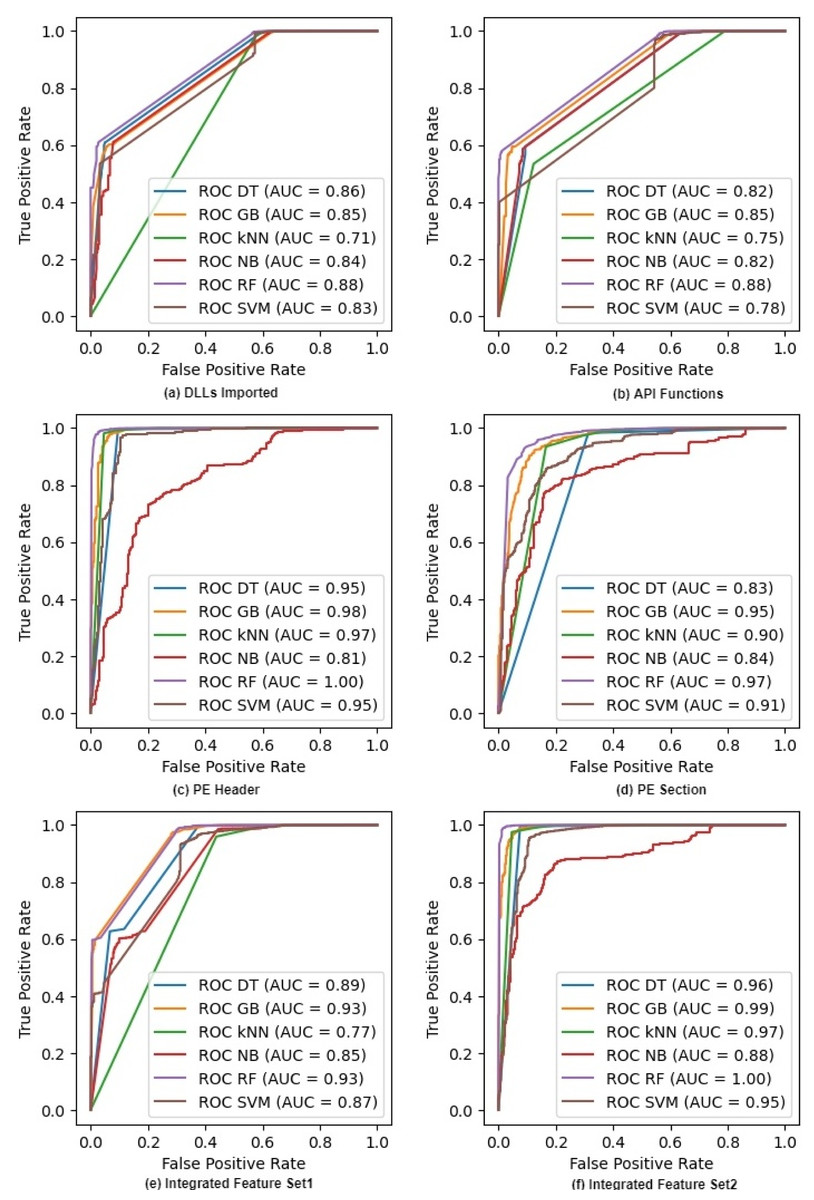 1.0
0.8
0.6
0.4
0.2
0.0
True Positive Rate
ROC DT (AUC = 0.86)
ROC GB (AUC = 0.85)
ROC kNN (AUC = 0.71)
ROC NB (AUC = 0.84)
ROC RF (AUC = 0.88)
ROC SVM (AUC = 0.83)
0.0 0.2 0.4 0.6 0.8 1.0
False Positive Rate
(a) DLLs Imported
1.0
0.8
0.6
0.4
0.2
0.0
True Positive Rate
ROC DT (AUC = 0.82)
ROC GB (AUC = 0.85)
ROC kNN (AUC = 0.75)
ROC NB (AUC = 0.82)
ROC RF (AUC = 0.88)
ROC SVM (AUC = 0.78)
0.0 0.2 0.4 0.6 0.8 1.0
False Positive Rate
(b) API Functions
1.0
0.8
0.6
0.4
0.2
0.0
True Positive Rate
ROC DT (AUC = 0.95)
ROC GB (AUC = 0.98)
ROC kNN (AUC = 0.97)
ROC NB (AUC = 0.81)
ROC RF (AUC = 1.00)
ROC SVM (AUC = 0.95)
0.0 0.2 0.4 0.6 0.8 1.0
False Positive Rate
(c) PE Header
1.0
0.8
0.6
0.4
0.2
0.0
True Positive Rate
ROC DT (AUC = 0.83)
ROC GB (AUC = 0.95)
ROC kNN (AUC = 0.90)
ROC NB (AUC = 0.84)
ROC RF (AUC = 0.97)
ROC SVM (AUC = 0.91)
0.0 0.2 0.4 0.6 0.8 1.0
False Positive Rate
(d) PE Section
1.0
0.8
0.6
0.4
0.2
0.0
True Positive Rate
ROC DT (AUC = 0.89)
ROC GB (AUC = 0.93)
ROC kNN (AUC = 0.77)
ROC NB (AUC = 0.85)
ROC RF (AUC = 0.93)
ROC SVM (AUC = 0.87)
0.0 0.2 0.4 0.6 0.8 1.0
False Positive Rate
(e) Integrated Feature Set1
1.0
0.8
0.6
0.4
0.2
0.0
True Positive Rate
ROC DT (AUC = 0.96)
ROC GB (AUC = 0.99)
ROC kNN (AUC = 0.97)
ROC NB (AUC = 0.88)
ROC RF (AUC = 1.00)
ROC SVM (AUC = 0.95)
0.0 0.2 0.4 0.6 0.8 1.0
False Positive Rate
(f) Integrated Feature Set2